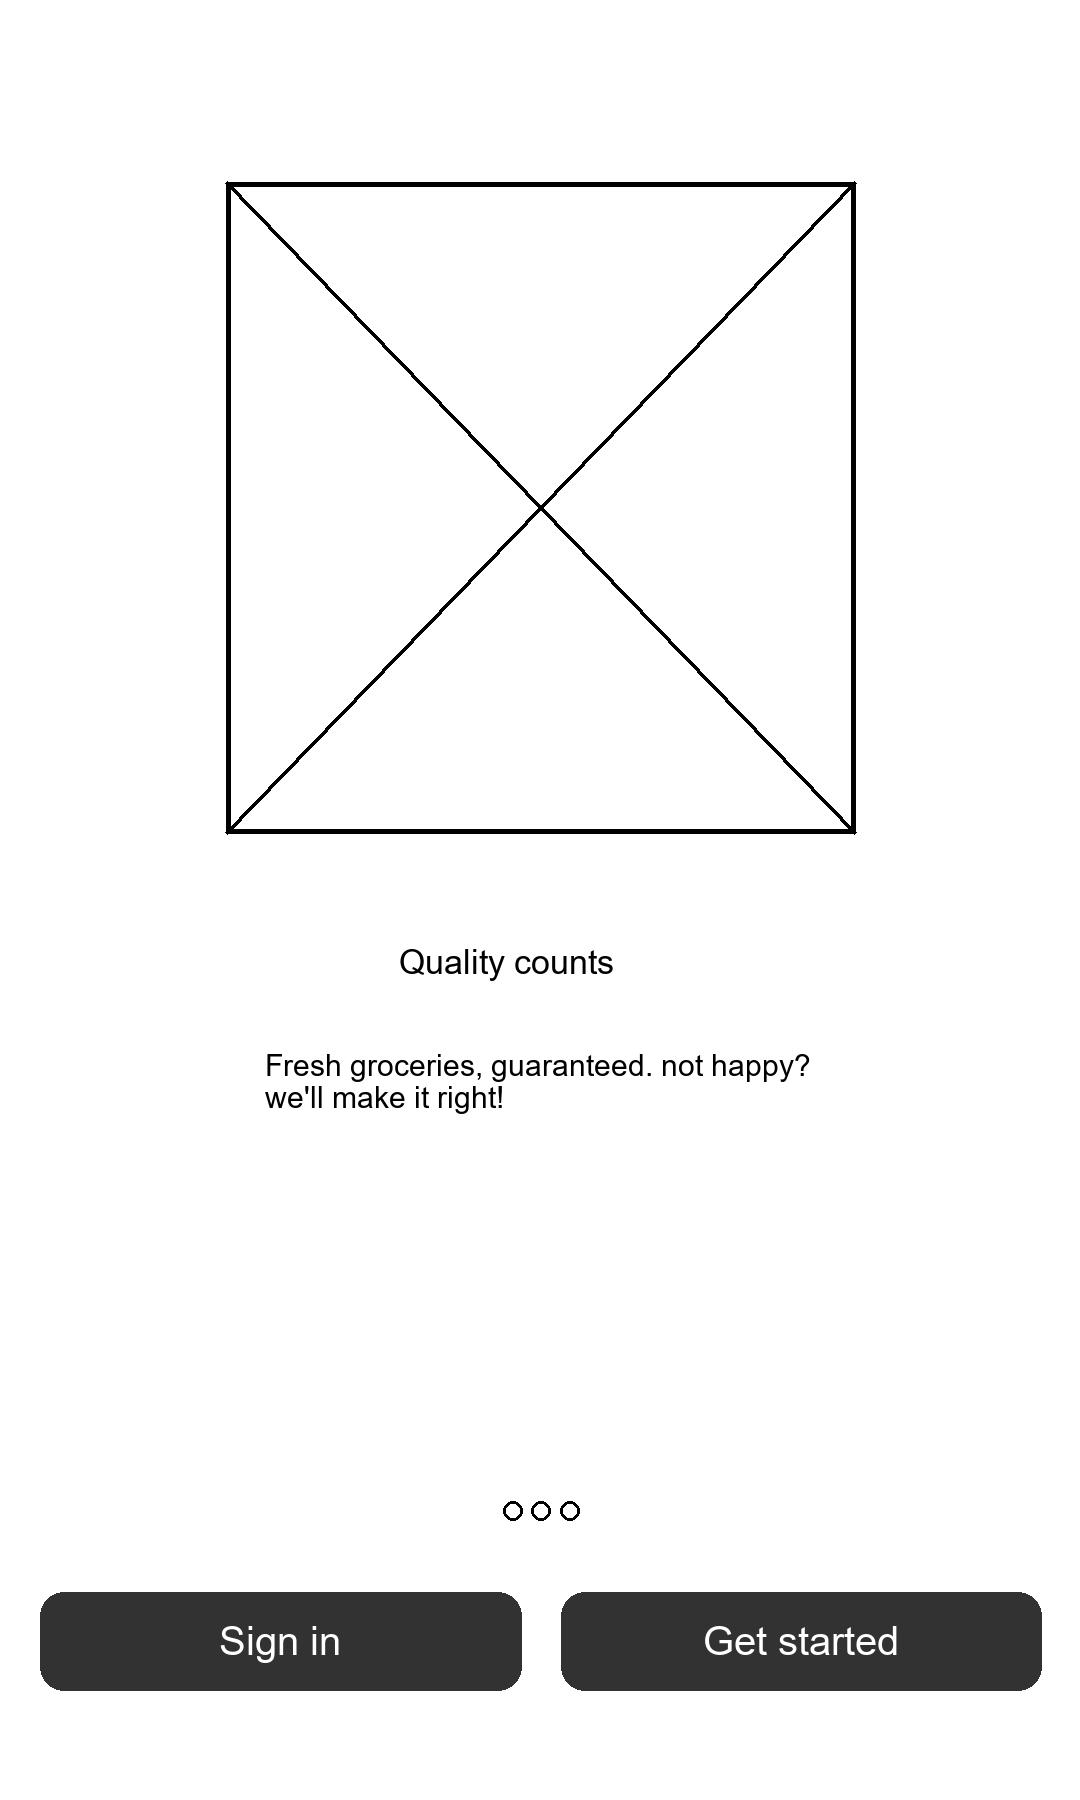 Quality counts
Fresh groceries, guaranteed. not happy?
we'll make it right!
Sign in
Get started